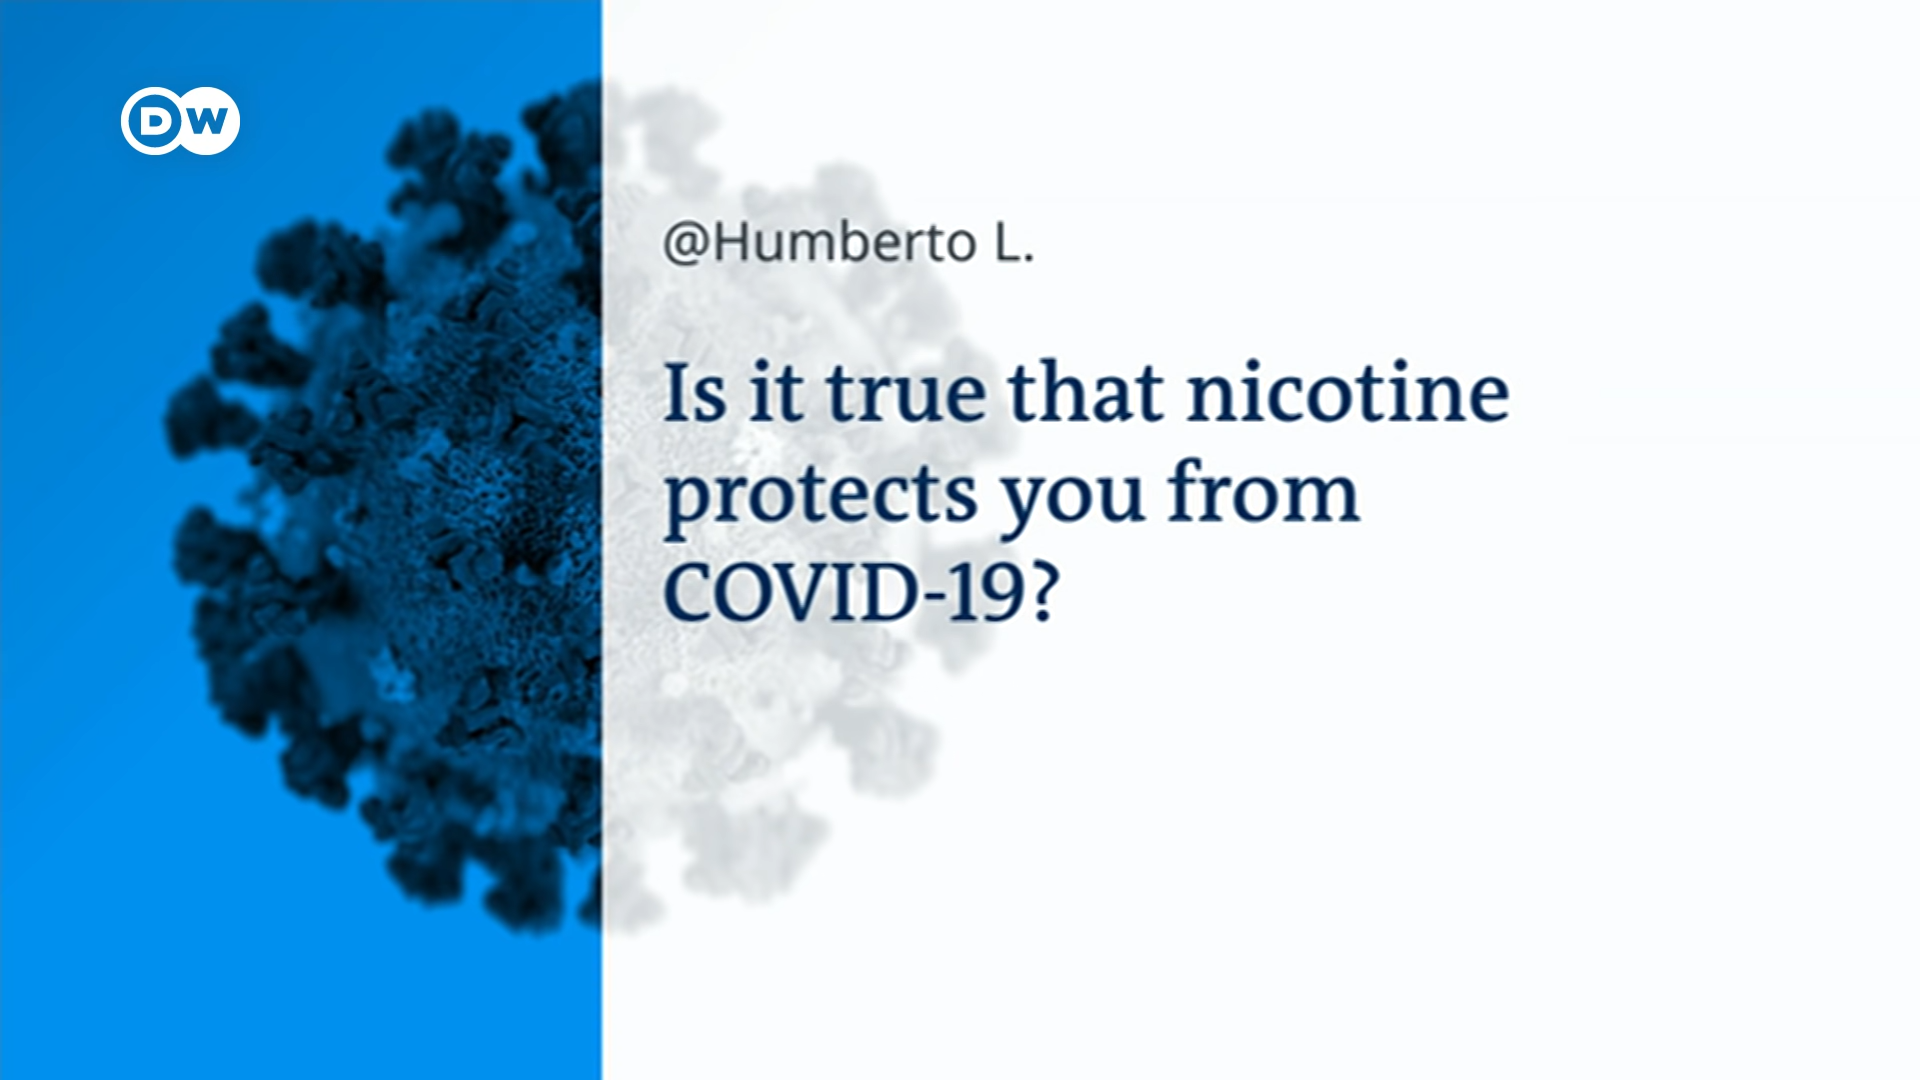 DW
@Humberto L.
Is it true that nicotine
protects you from
COVID-19?